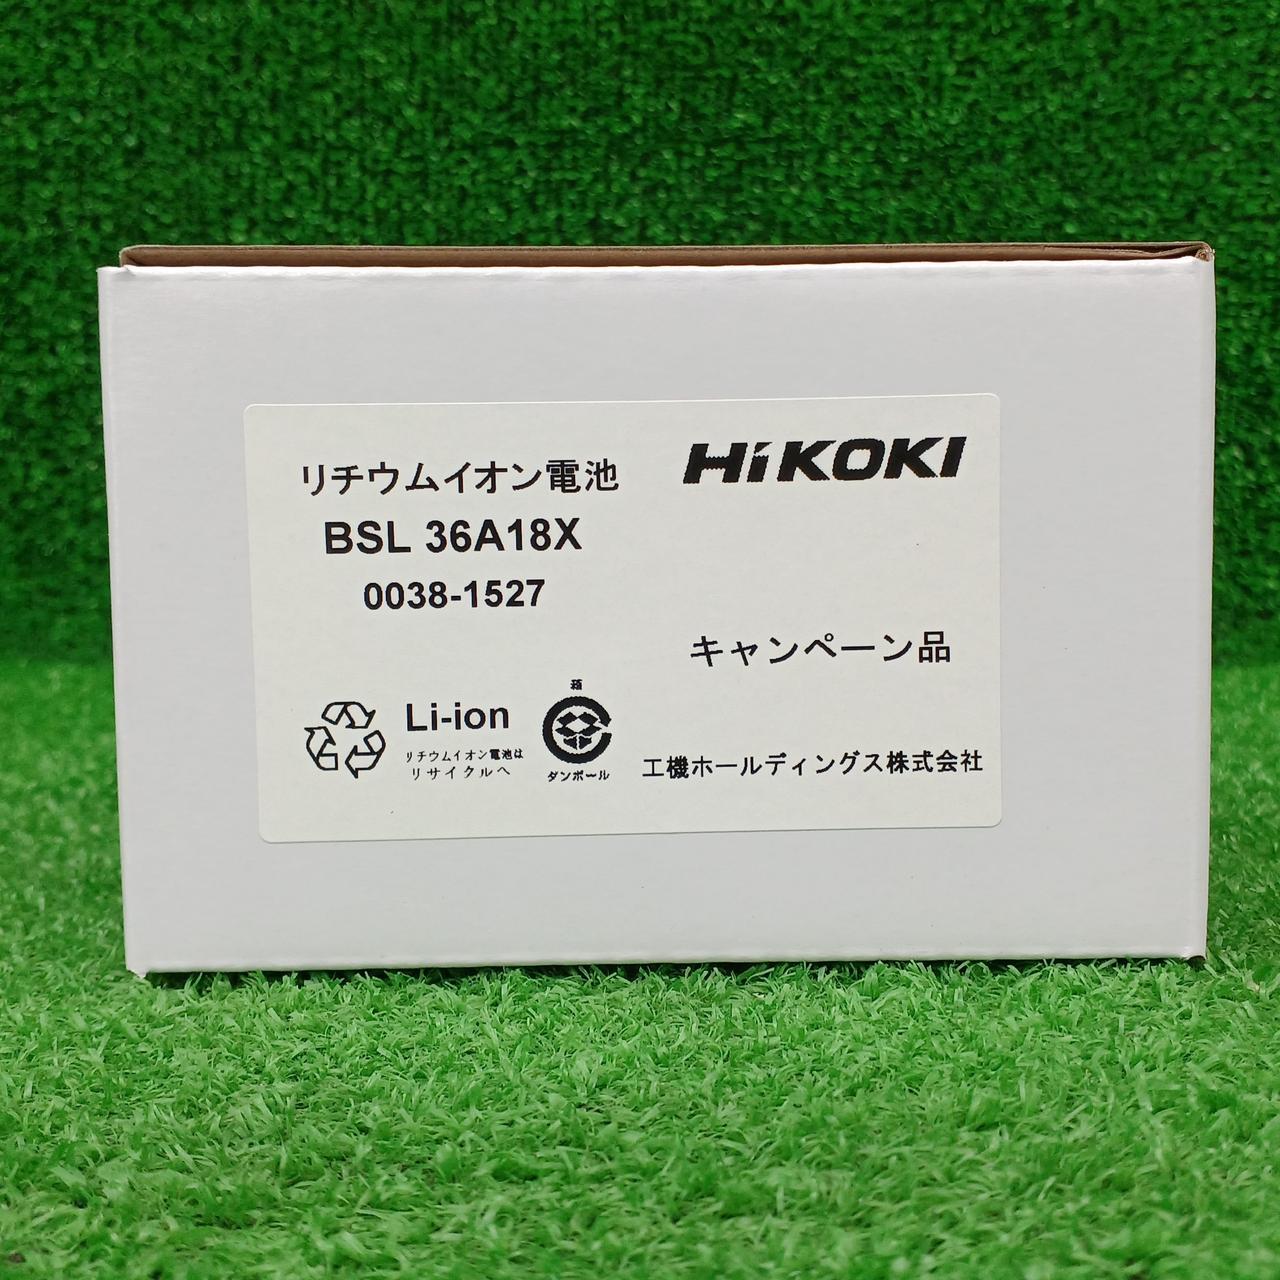 リチウムイオン電池
HiKOKI
BSL 36A18X
0038-1527
キャンペーン品
Li-ion
リチウムイオン電池は
リサイクルへ
箱
ダンボール
工機ホールディングス株式会社